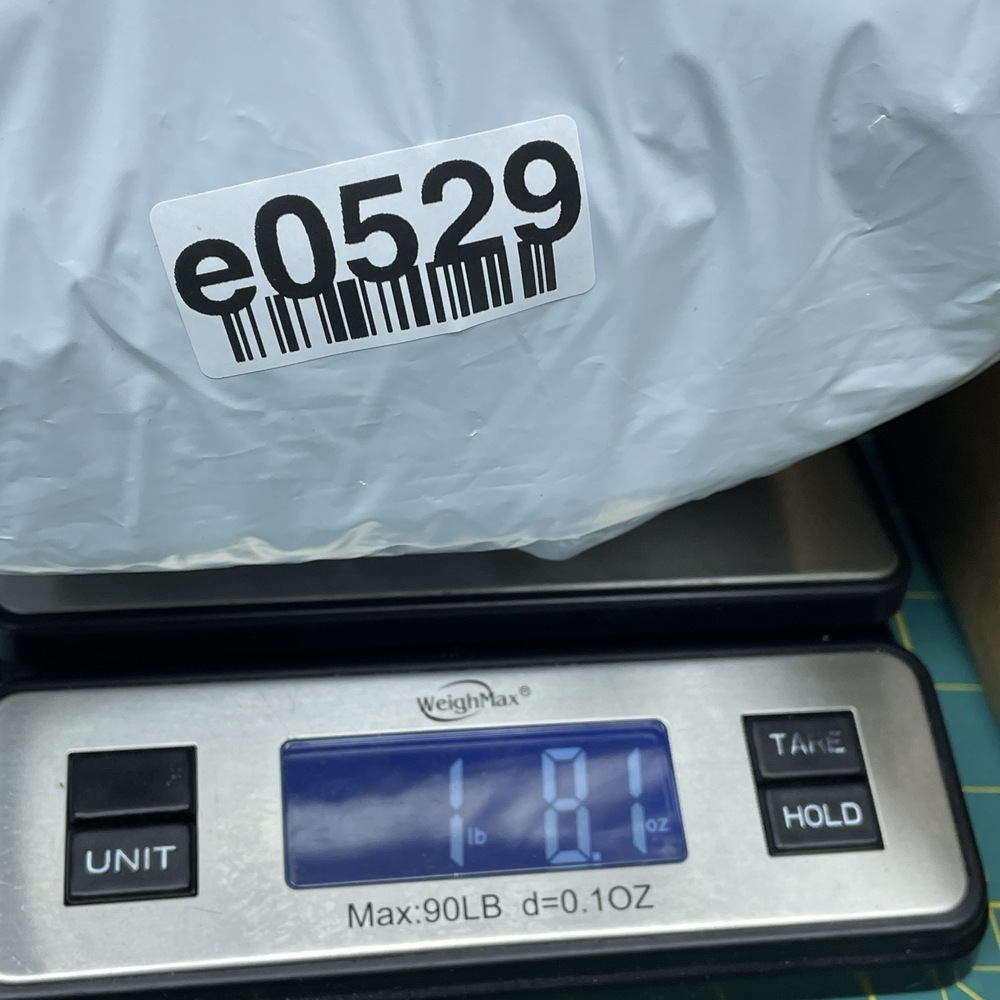 e0529
WeighMax®
1 lb 8.1 oz
TARE
HOLD
UNIT
Max:90LB d=0.1OZ